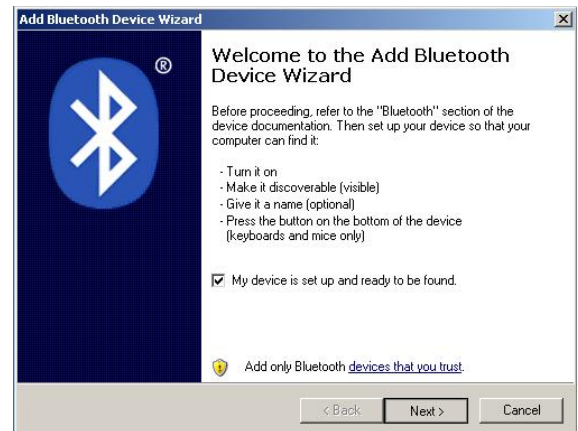 Add Bluetooth Device Wizard
®
Welcome to the Add Bluetooth
Device Wizard
Before proceeding, refer to the "Bluetooth" section of the
device documentation. Then set up your device so that your
computer can find it:
- Turn it on
- Make it discoverable (visible)
- Give it a name (optional)
- Press the button on the bottom of the device
(keyboards and mice only)
My device is set up and ready to be found.
Add only Bluetooth devices that you trust.
< Back Next > Cancel